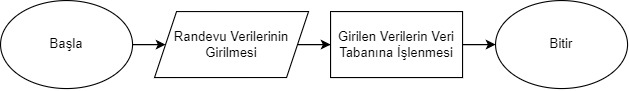 Başla
Randevu Verilerinin
Girilmesi
Girilen Verilerin Veri
Tabanına İşlenmesi
Bitir